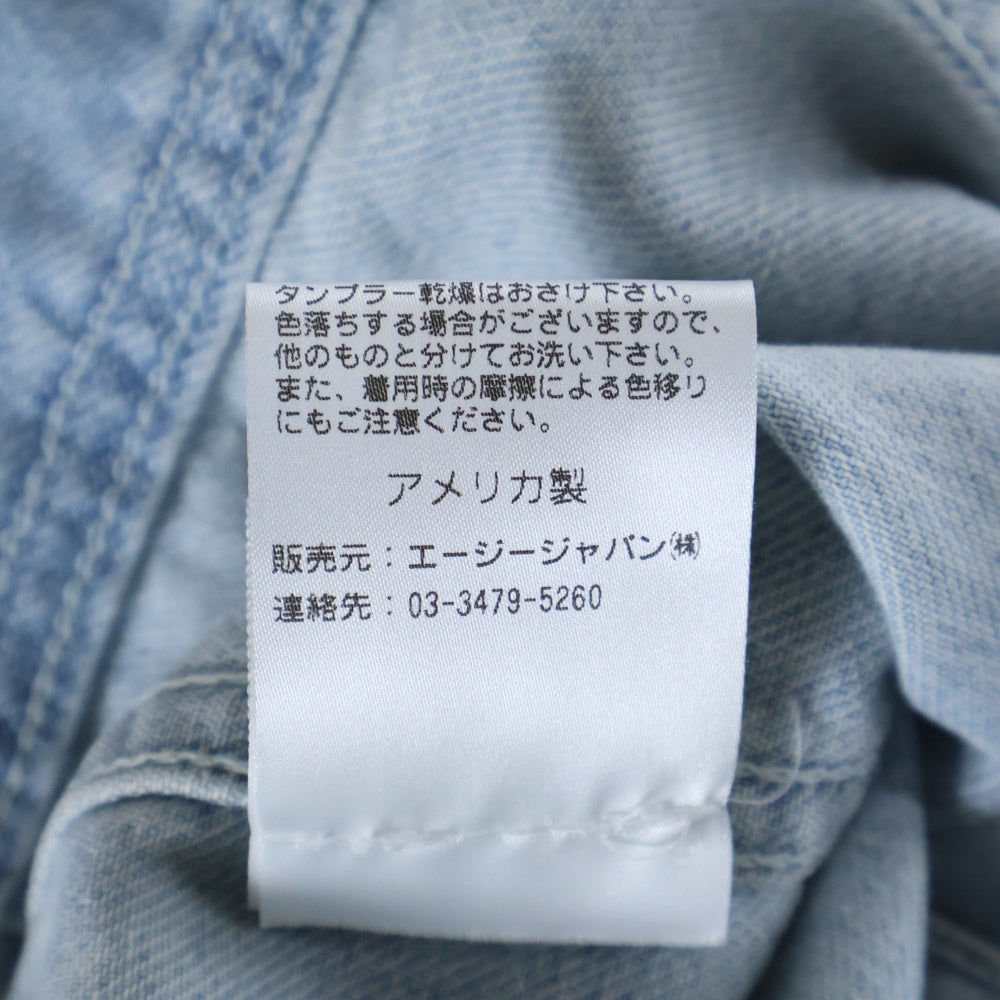 タンブラー乾燥はおさけ下さい。
色落ちする場合がございますので、
他のものと分けてお洗い下さい。
また、着用時の摩擦による色移り
にもご注意ください。
アメリカ製
販売元：エージージャパン㈱
連絡先：03-3479-5260